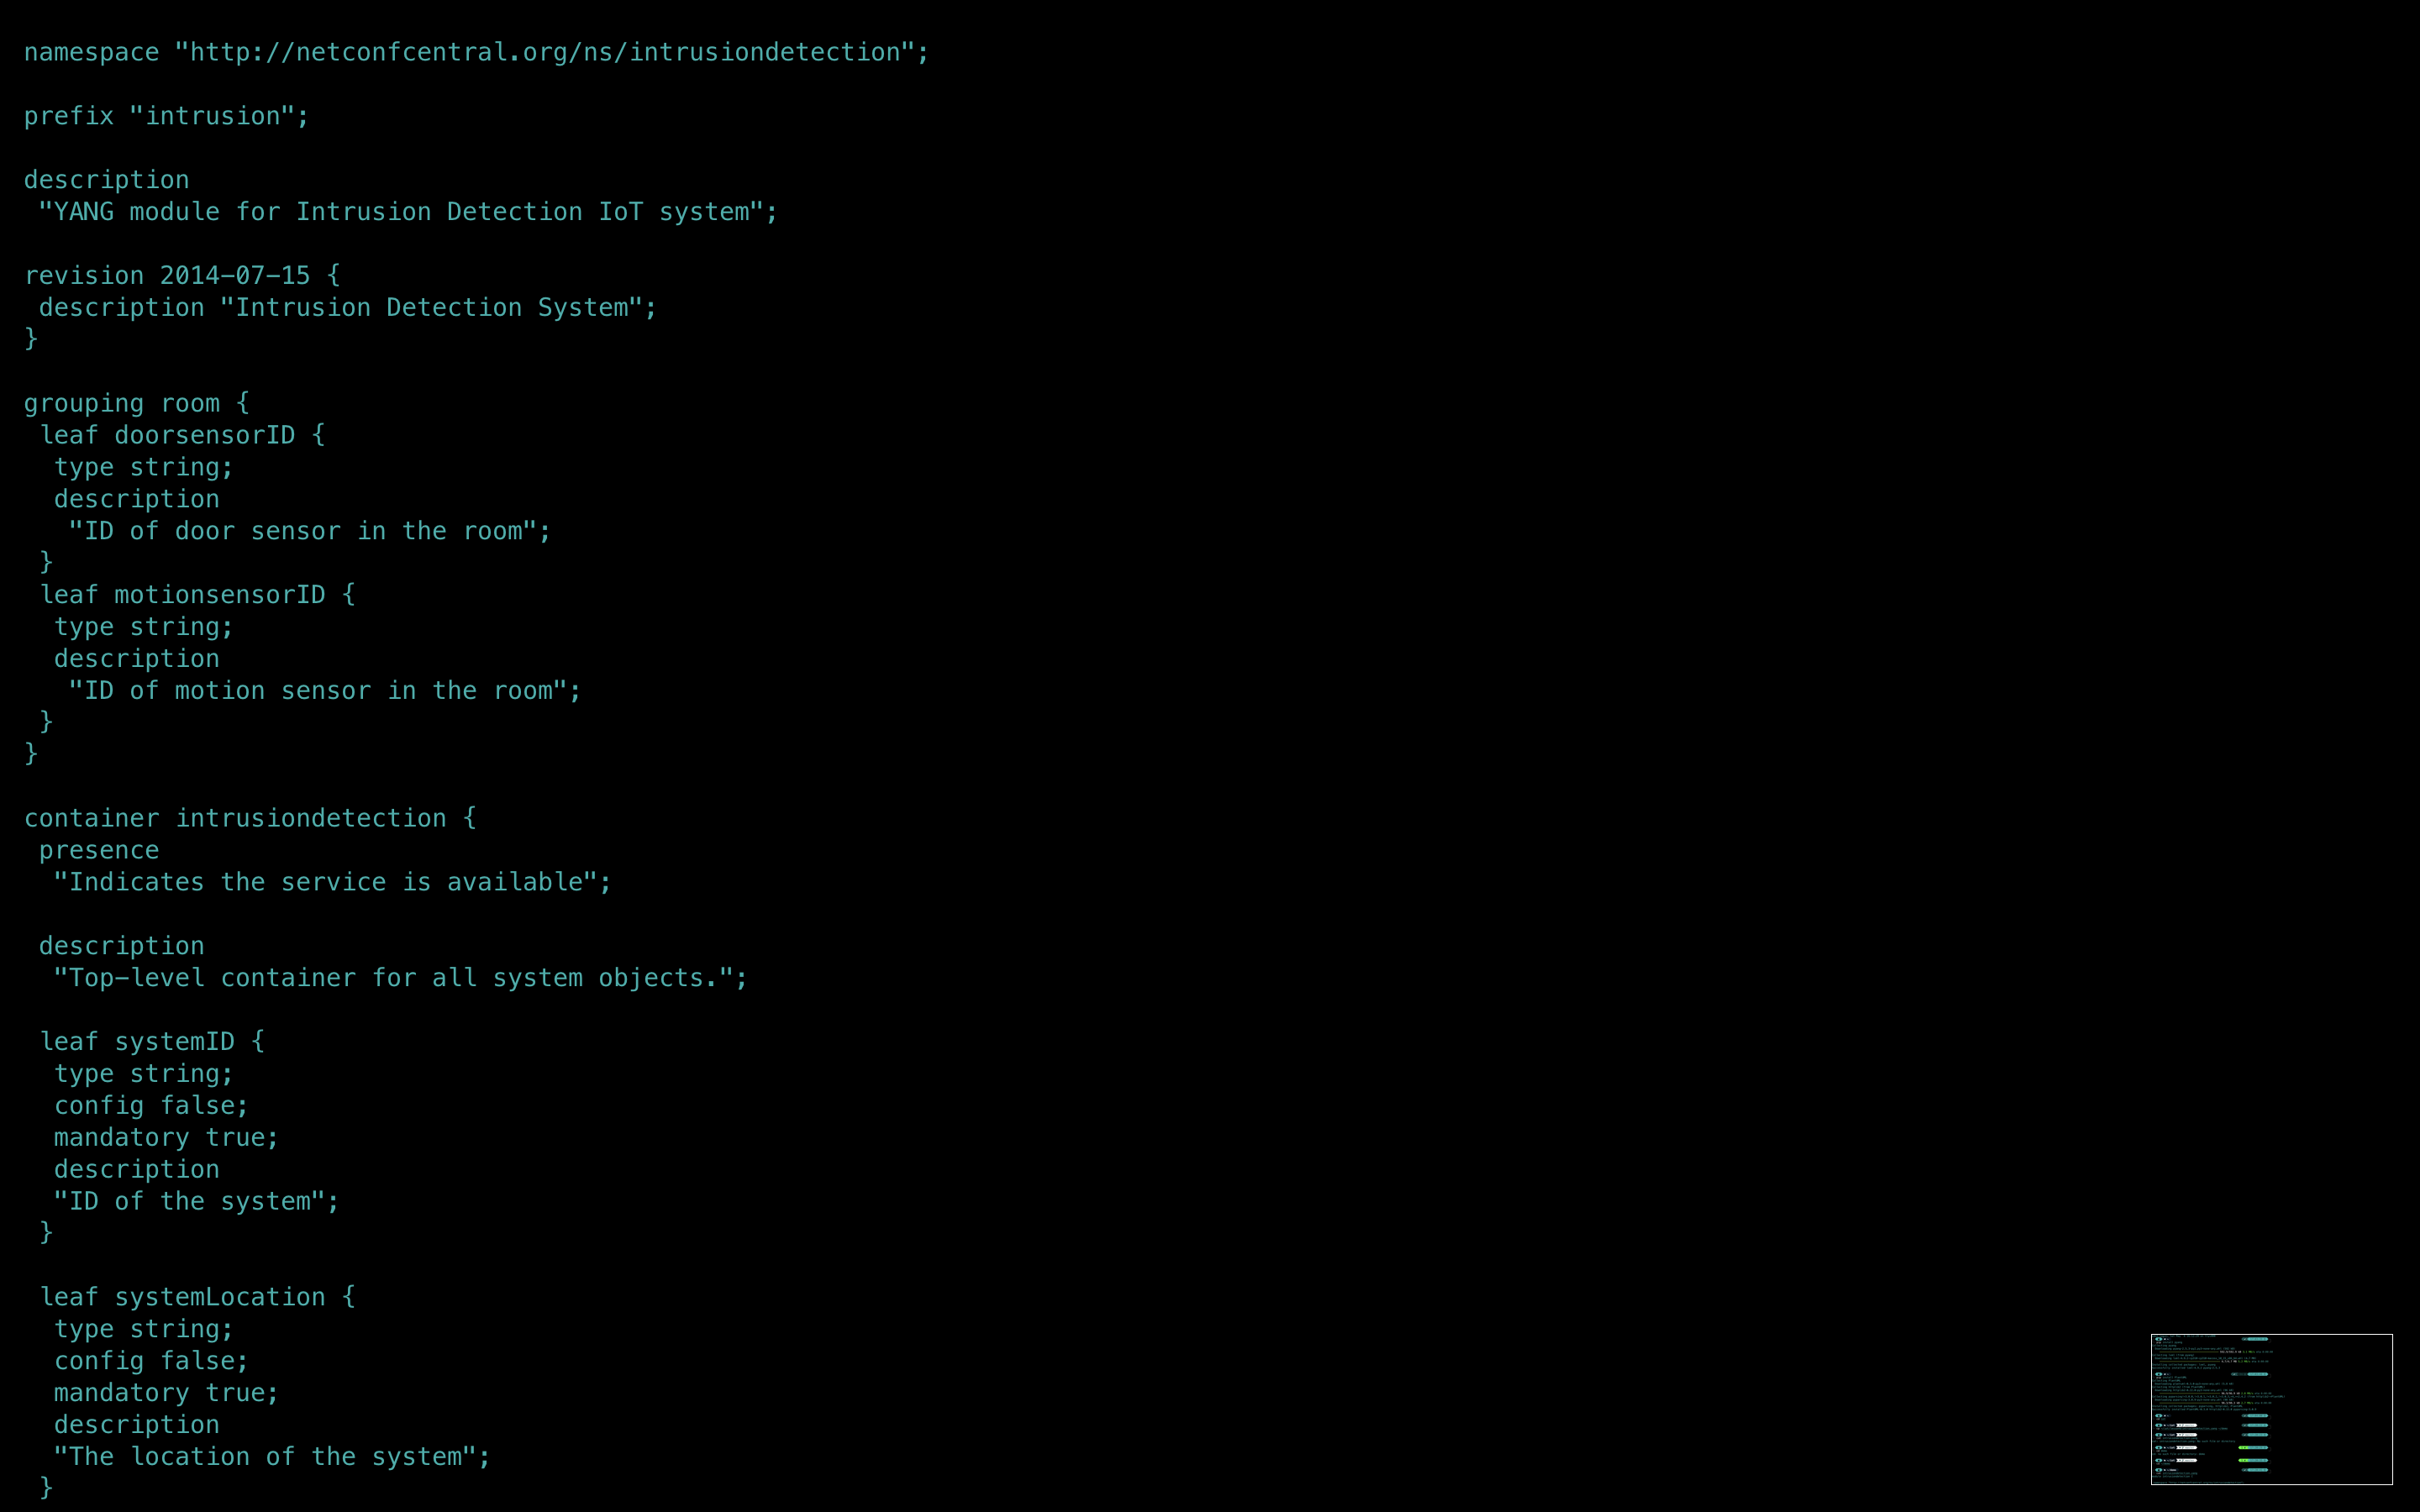 namespace "http://netconfcentral.org/ns/intrusiondetection";

prefix "intrusion";

description
 "YANG module for Intrusion Detection IoT system";

revision 2014-07-15 {
 description "Intrusion Detection System";
}

grouping room {
 leaf doorsensorID {
  type string;
  description
   "ID of door sensor in the room";
 }
 leaf motionsensorID {
  type string;
  description
   "ID of motion sensor in the room";
 }
}

container intrusiondetection {
 presence
  "Indicates the service is available";

 description
  "Top-level container for all system objects.";

 leaf systemID {
  type string;
  config false;
  mandatory true;
  description
  "ID of the system";
 }

 leaf systemLocation {
  type string;
  config false;
  mandatory true;
  description
  "The location of the system";
 }